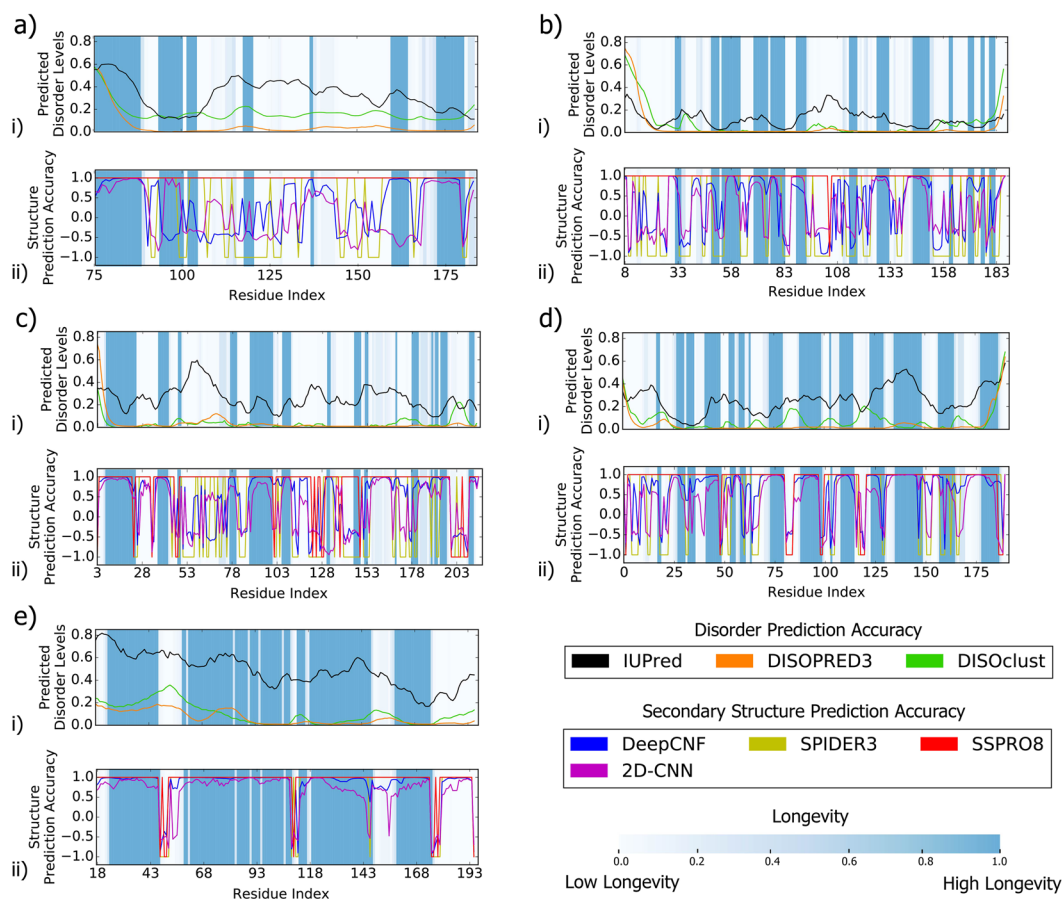 a)
Predicted
Disorder Levels
0.8
0.6
0.4
0.2
0.0
i)
Structure
Prediction Accuracy
1.0
0.5
0.0
−0.5
−1.0
ii)
75 100 125 150 175
Residue Index
b)
Predicted
Disorder Levels
0.8
0.6
0.4
0.2
0.0
i)
Structure
Prediction Accuracy
1.0
0.5
0.0
−0.5
−1.0
ii)
8 33 58 83 108 133 158 183
Residue Index
c)
Predicted
Disorder Levels
0.8
0.6
0.4
0.2
0.0
i)
Structure
Prediction Accuracy
1.0
0.5
0.0
−0.5
−1.0
ii)
3 28 53 78 103 128 153 178 203
Residue Index
d)
Predicted
Disorder Levels
0.8
0.6
0.4
0.2
0.0
i)
Structure
Prediction Accuracy
1.0
0.5
0.0
−0.5
−1.0
ii)
0 25 50 75 100 125 150 175
Residue Index
e)
Predicted
Disorder Levels
0.8
0.6
0.4
0.2
0.0
i)
Structure
Prediction Accuracy
1.0
0.5
0.0
−0.5
−1.0
ii)
18 43 68 93 118 143 168 193
Residue Index
Disorder Prediction Accuracy
IUPred DISOPRED3 DISOclust
Secondary Structure Prediction Accuracy
DeepCNF SPIDER3 SSPRO8
2D-CNN
Longevity
0.0 0.2 0.4 0.6 0.8 1.0
Low Longevity High Longevity